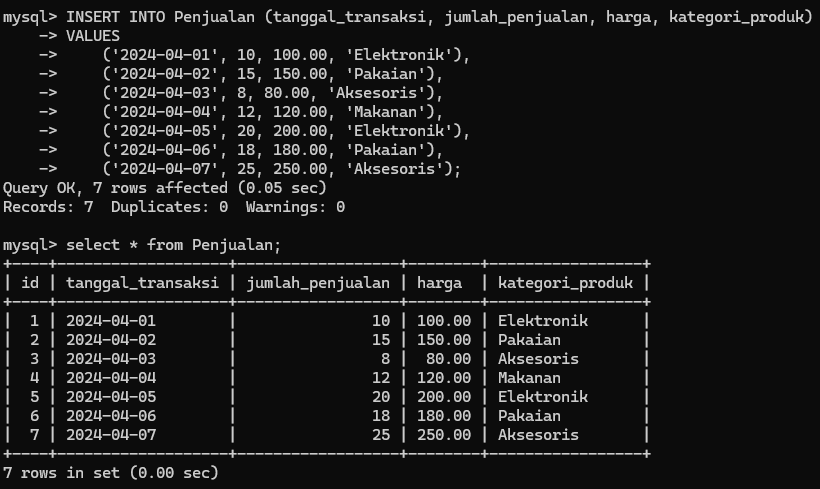 mysql> INSERT INTO Penjualan (tanggal_transaksi, jumlah_penjualan, harga, kategori_produk)
    -> VALUES
    ->     ('2024-04-01', 10, 100.00, 'Elektronik'),
    ->     ('2024-04-02', 15, 150.00, 'Pakaian'),
    ->     ('2024-04-03', 8, 80.00, 'Aksesoris'),
    ->     ('2024-04-04', 12, 120.00, 'Makanan'),
    ->     ('2024-04-05', 20, 200.00, 'Elektronik'),
    ->     ('2024-04-06', 18, 180.00, 'Pakaian'),
    ->     ('2024-04-07', 25, 250.00, 'Aksesoris');
Query OK, 7 rows affected (0.05 sec)
Records: 7  Duplicates: 0  Warnings: 0

mysql> select * from Penjualan;
+----+-------------------+------------------+--------+-----------------+
| id | tanggal_transaksi | jumlah_penjualan | harga  | kategori_produk |
+----+-------------------+------------------+--------+-----------------+
|  1 | 2024-04-01        |               10 | 100.00 | Elektronik      |
|  2 | 2024-04-02        |               15 | 150.00 | Pakaian         |
|  3 | 2024-04-03        |                8 |  80.00 | Aksesoris       |
|  4 | 2024-04-04        |               12 | 120.00 | Makanan         |
|  5 | 2024-04-05        |               20 | 200.00 | Elektronik      |
|  6 | 2024-04-06        |               18 | 180.00 | Pakaian         |
|  7 | 2024-04-07        |               25 | 250.00 | Aksesoris       |
+----+-------------------+------------------+--------+-----------------+
7 rows in set (0.00 sec)